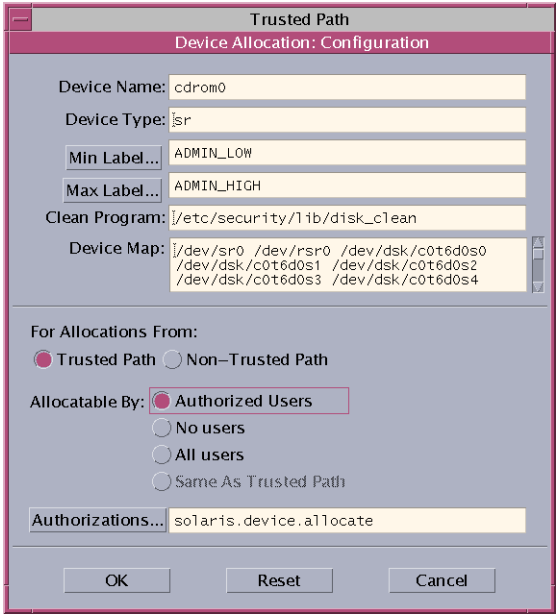 Trusted Path
Device Allocation: Configuration
Device Name: cdrom0
Device Type: sr
Min Label... ADMIN_LOW
Max Label... ADMIN_HIGH
Clean Program: /etc/security/lib/disk_clean
Device Map: /dev/sr0 /dev/rsr0 /dev/dsk/c0t6d0s0
/dev/dsk/c0t6d0s1 /dev/dsk/c0t6d0s2
/dev/dsk/c0t6d0s3 /dev/dsk/c0t6d0s4
For Allocations From:
Trusted Path Non-Trusted Path
Allocatable By: Authorized Users
No users
All users
Same As Trusted Path
Authorizations... solaris.device.allocate
OK Reset Cancel